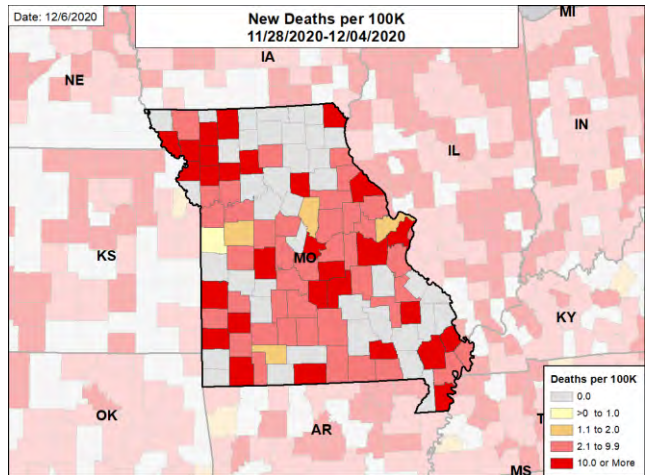 Date: 12/6/2020
New Deaths per 100K
11/28/2020-12/04/2020
MI
IA
NE
IN
IL
KS
MO
KY
Deaths per 100K
0.0
>0 to 1.0
1.1 to 2.0
2.1 to 9.9
10.0 or More
OK
AR
T
MS